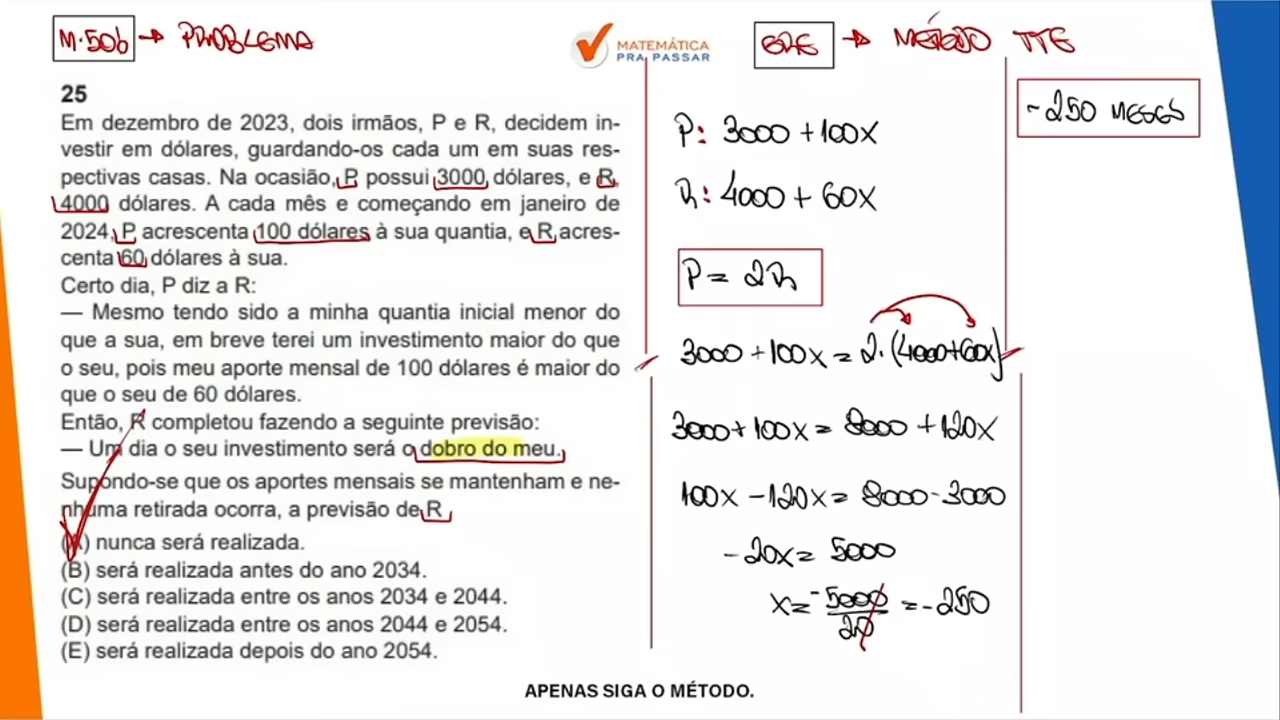 M·50b → PROBLEMA
MATEMÁTICA
PRA PASSAR
→ MÉTODO TTE
25
Em dezembro de 2023, dois irmãos, P e R, decidem in-
vestir em dólares, guardando-os cada um em suas res-
pectivas casas. Na ocasião, P possui 3000 dólares, e R,
4000 dólares. A cada mês e começando em janeiro de
2024, P acrescenta 100 dólares à sua quantia, e R acres-
centa 60 dólares à sua.
Certo dia, P diz a R:
— Mesmo tendo sido a minha quantia inicial menor do
que a sua, em breve terei um investimento maior do que
o seu, pois meu aporte mensal de 100 dólares é maior do
que o seu de 60 dólares.
Então, R completou fazendo a seguinte previsão:
— Um dia o seu investimento será o dobro do meu.
Supondo-se que os aportes mensais se mantenham e ne-
nhuma retirada ocorra, a previsão de R
(A) nunca será realizada.
(B) será realizada antes do ano 2034.
(C) será realizada entre os anos 2034 e 2044.
(D) será realizada entre os anos 2044 e 2054.
(E) será realizada depois do ano 2054.
P: 3000 + 100x
R: 4000 + 60x
P = 2R
3000 + 100x = 2·(4000+60x)
3000 + 100x = 8000 + 120x
100x - 120x = 8000 - 3000
-20x = 5000
x = -5000/20 = -250
-250 MESES
APENAS SIGA O MÉTODO.